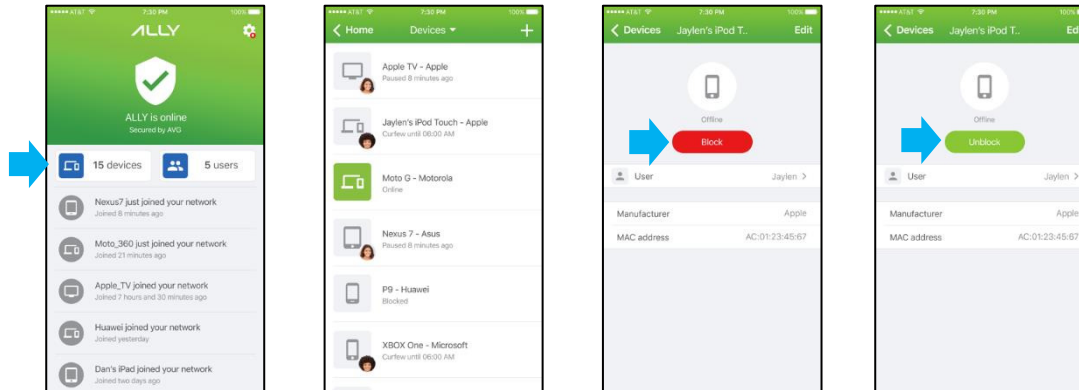 AT&T 7:30 PM 100%
ALLY
ALLY is online
Secured by AVG
15 devices
5 users
Nexus7 just joined your network
Joined 8 minutes ago
Moto_360 just joined your network
Joined 21 minutes ago
Apple_TV joined your network
Joined 7 hours and 30 minutes ago
Huawei joined your network
Joined yesterday
Dan's iPad joined your network
Joined two days ago
AT&T 7:30 PM 100%
Home Devices
Apple TV - Apple
Paused 8 minutes ago
Jaylen's iPod Touch - Apple
Curfew until 06:00 AM
Moto G - Motorola
Online
Nexus 7 - Asus
Paused 8 minutes ago
P9 - Huawei
Blocked
XBOX One - Microsoft
Curfew until 06:00 AM
AT&T 7:30 PM 100%
Devices Jaylen's iPod T.. Edit
Offline
Block
User Jaylen
Manufacturer Apple
MAC address AC:01:23:45:67
AT&T 7:30 PM 100%
Devices Jaylen's iPod T.. Edi
Offline
Unblock
User Jaylen
Manufacturer Apple
MAC address AC:01:23:45:67